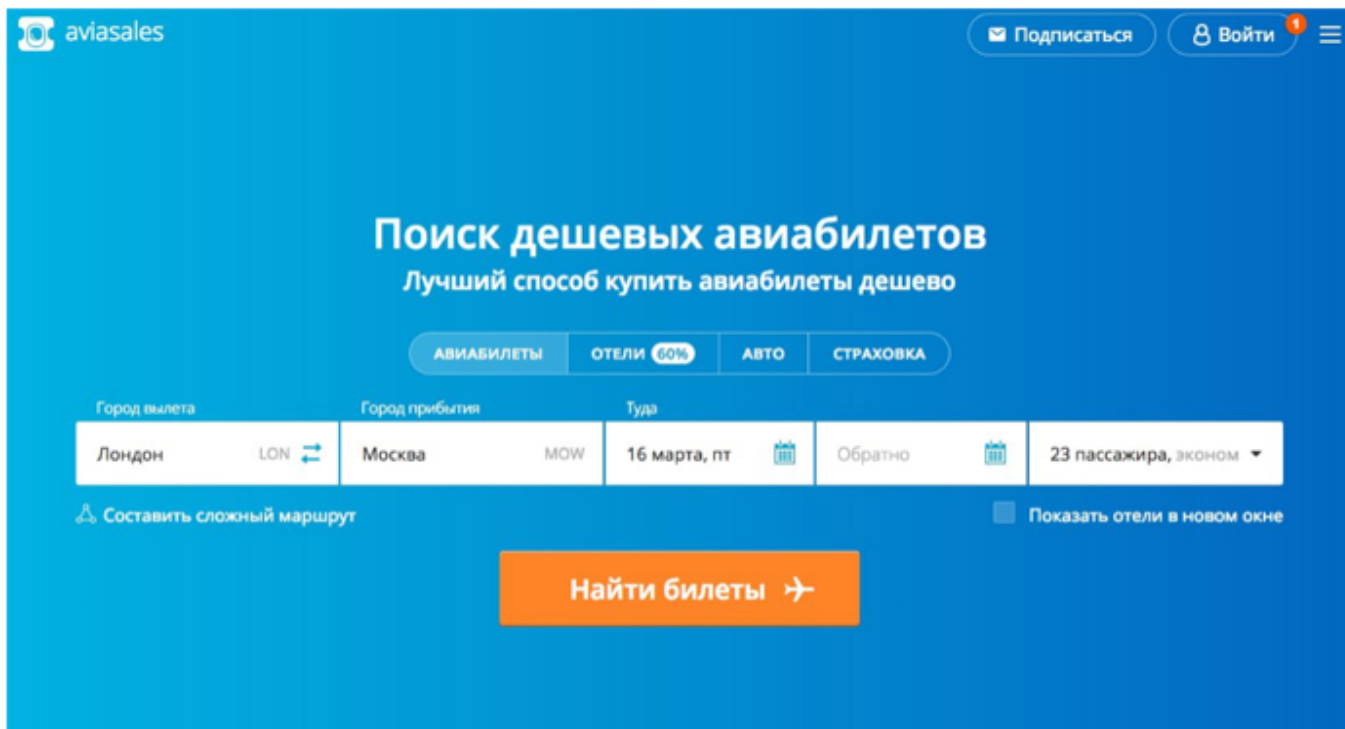 aviasales
Подписаться
Войти
1
Поиск дешевых авиабилетов
Лучший способ купить авиабилеты дешево
АВИАБИЛЕТЫ ОТЕЛИ 60% АВТО СТРАХОВКА
Город вылета Город прибытия Туда
Лондон LON Москва MOW 16 марта, пт Обратно 23 пассажира, эконом
Составить сложный маршрут Показать отели в новом окне
Найти билеты